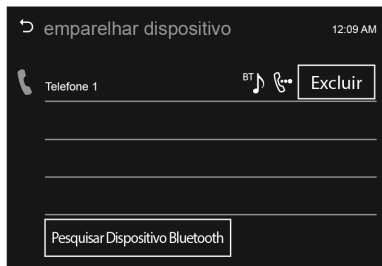 emparelhar dispositivo 12:09 AM
Telefone 1 BT Excluir
Pesquisar Dispositivo Bluetooth